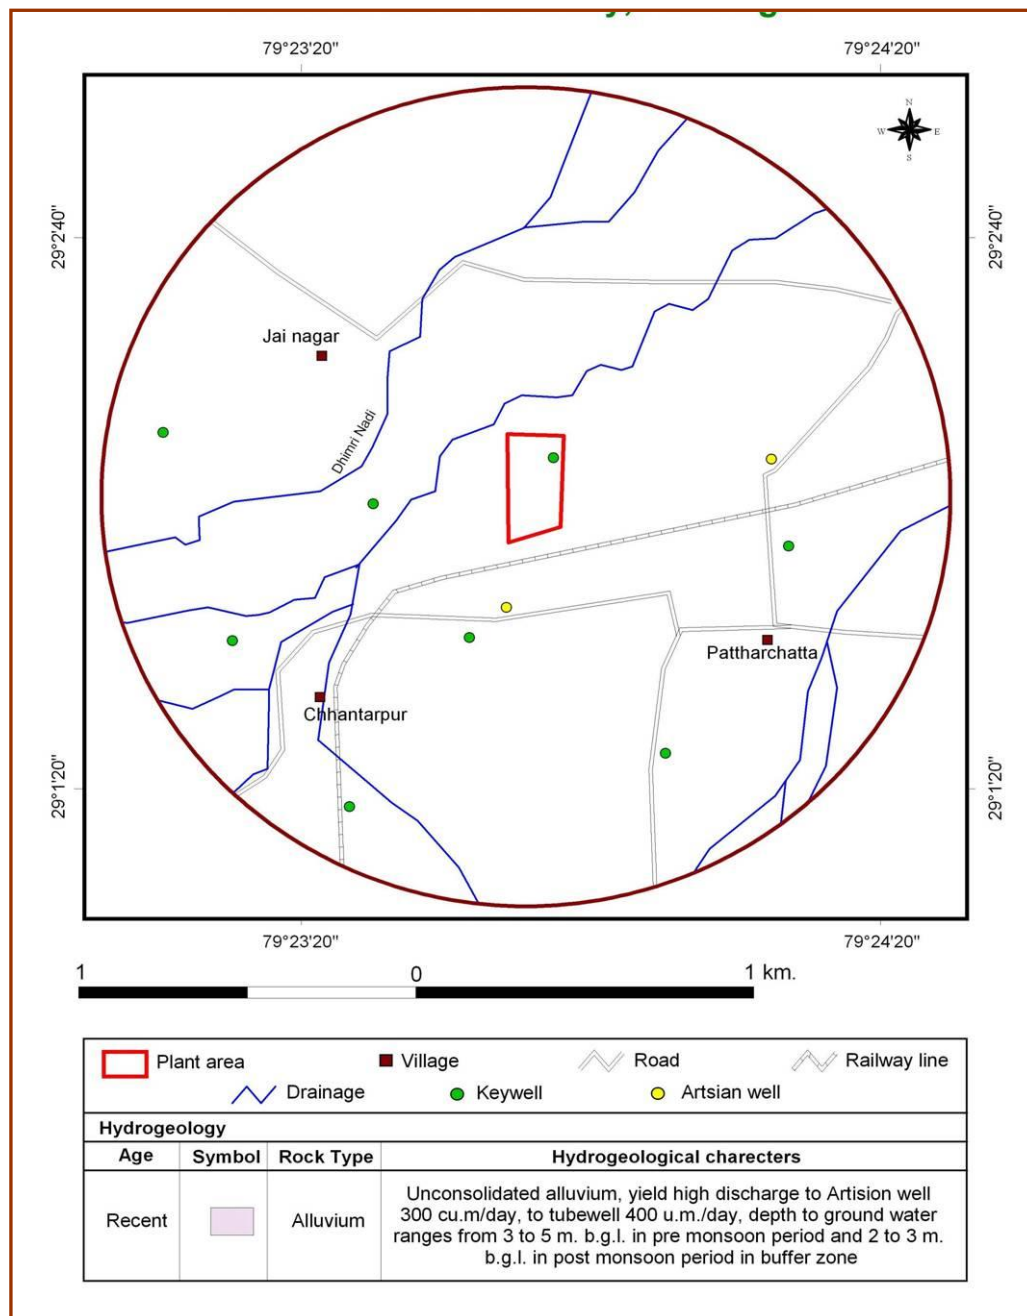 79°23'20" 79°24'20"
N
W E
S
29°2'40" 29°2'40"
Jai nagar
Dhimri Nadi
Pattharchatta
Chhantarpur
29°1'20" 29°1'20"
79°23'20" 79°24'20"
1 0 1 km.
Plant area Village Road Railway line
Drainage Keywell Artsian well
Hydrogeology
Age Symbol Rock Type Hydrogeological charecters
Recent Alluvium
Unconsolidated alluvium, yield high discharge to Artision well
300 cu.m/day, to tubewell 400 u.m./day, depth to ground water
ranges from 3 to 5 m. b.g.l. in pre monsoon period and 2 to 3 m.
b.g.l. in post monsoon period in buffer zone